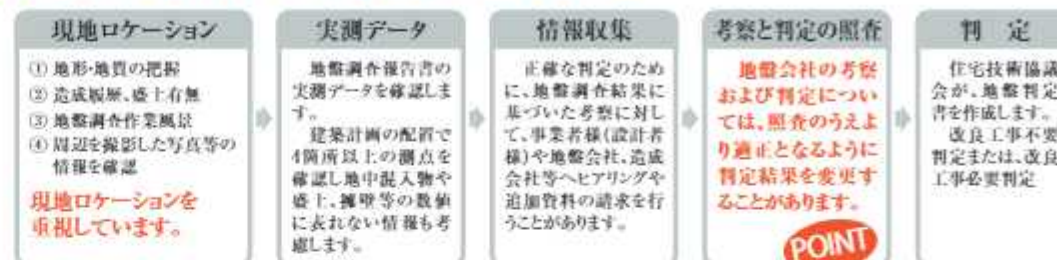 現地ロケーション
① 地形・地質の把握
② 造成履歴、盛土有無
③ 地盤調査作業風景
④ 周辺を撮影した写真等の
情報を確認
現地ロケーションを
重視しています。
実測データ
地盤調査報告書の
実測データを確認しま
す。
建築計画の配置で
4箇所以上の測点を
確認し地中混入物や
盛土、擁壁等の数値
に表れない情報も考
慮します。
情報収集
正確な判定のため
に、地盤調査結果に
基づいた考察に対し
て、事業者様(設計者
様)や地盤会社、造成
会社等へヒアリングや
追加資料の請求を行
うことがあります。
考察と判定の照査
地盤会社の考察
および判定につい
ては、照査のうえよ
り適正となるように
判定結果を変更す
ることがあります。
POINT
判 定
住宅技術協議
会が、地盤判定
書を作成します。
改良工事不要
判定または、改良
工事必要判定